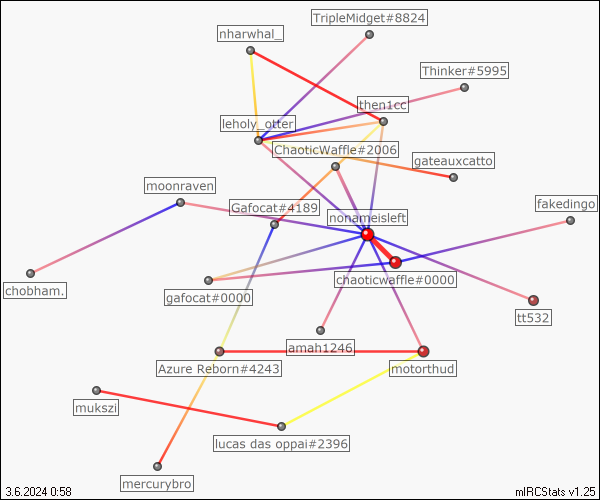 TripleMidget#8824
nharwhal_
Thinker#5995
then1cc
leholy_otter
ChaoticWaffle#2006
gateauxcatto
moonraven
Gafocat#4189
fakedingo
nonameisleft
chaoticwaffle#0000
chobham.
gafocat#0000
tt532
amah1246
Azure Reborn#4243
motorthud
mukszi
lucas das oppai#2396
mercurybro
3.6.2024 0:58
mIRCStats v1.25